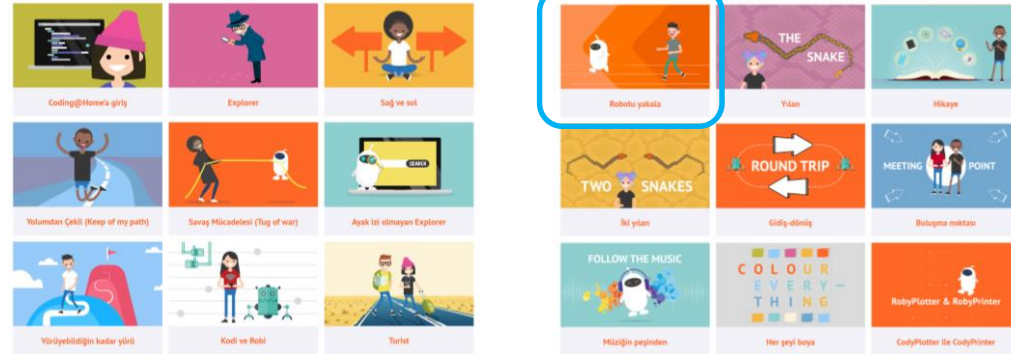 Coding@Home'a giriş
Explorer
Sağ ve sol
Yolumdan Çekil (Keep of my path)
Savaş Mücadelesi (Tug of war)
SEARCH
Ayak izi olmayan Explorer
Yürüyebildiğin kadar yürü
Kodi ve Robi
Turist
Robotu yakala
THE
SNAKE
Yılan
Hikaye
TWO SNAKES
İki yılan
ROUND TRIP
Gidiş-dönüş
MEETING POINT
Buluşma noktası
FOLLOW THE MUSIC
Müziğin peşinden
COLOUR
EVERY-
THING
Her şeyi boya
RobyPlotter & RobyPrinter
CodyPlotter ile CodyPrinter